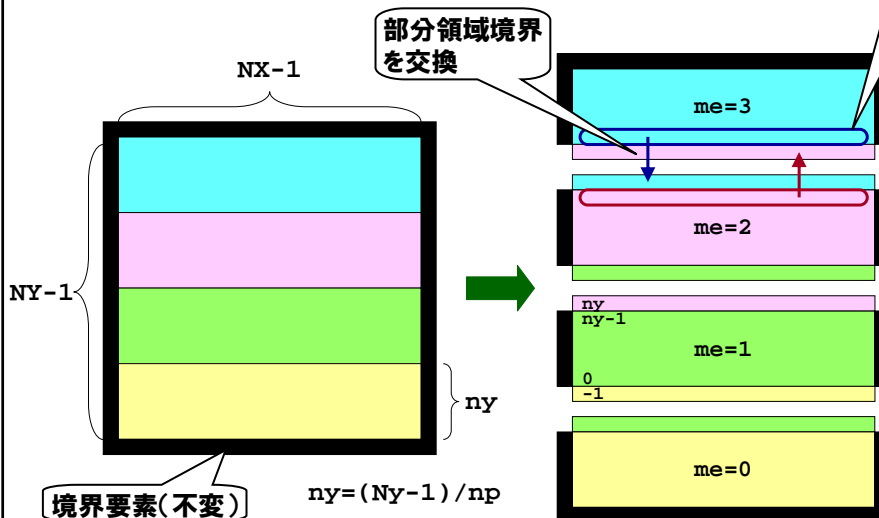 部分領域境界
を交換
NX-1
NY-1
ny
境界要素(不変)
ny=(Ny-1)/np
me=3
me=2
ny
ny-1
me=1
0
-1
me=0